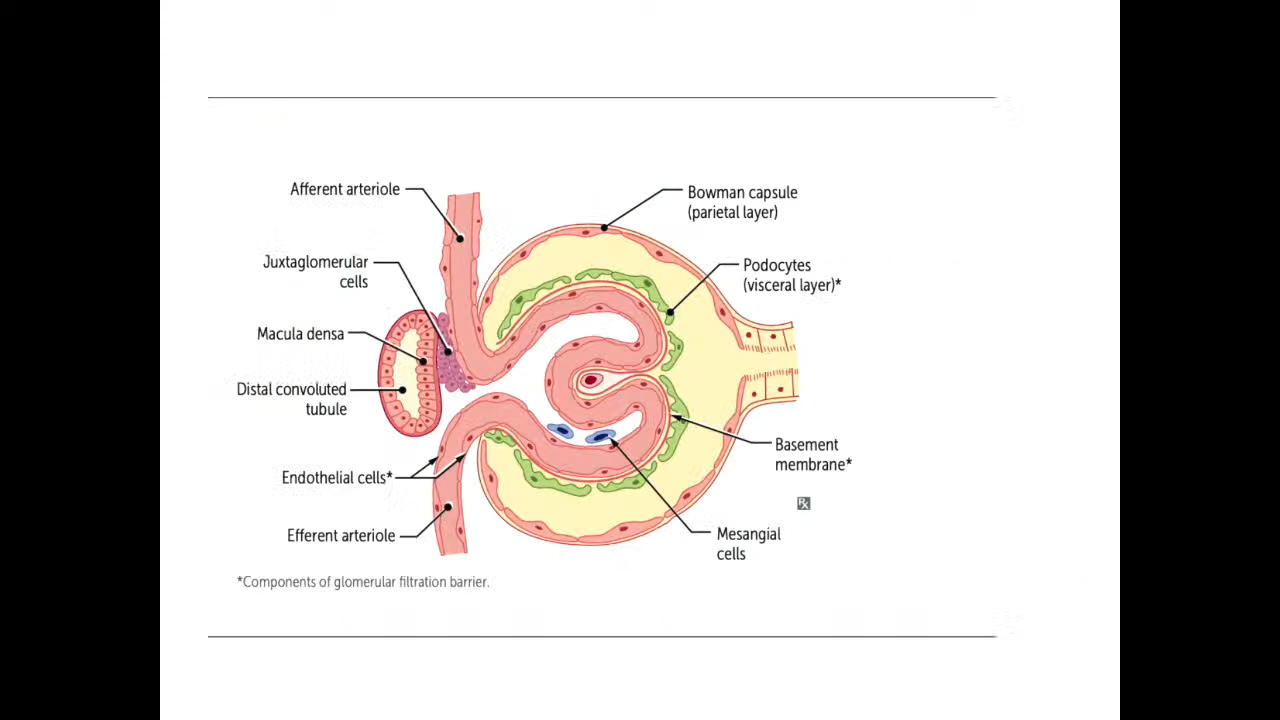 Afferent arteriole
Bowman capsule
(parietal layer)
Juxtaglomerular
cells
Podocytes
(visceral layer)*
Macula densa
Distal convoluted
tubule
Basement
membrane*
Endothelial cells*
Efferent arteriole
Mesangial
cells
*Components of glomerular filtration barrier.